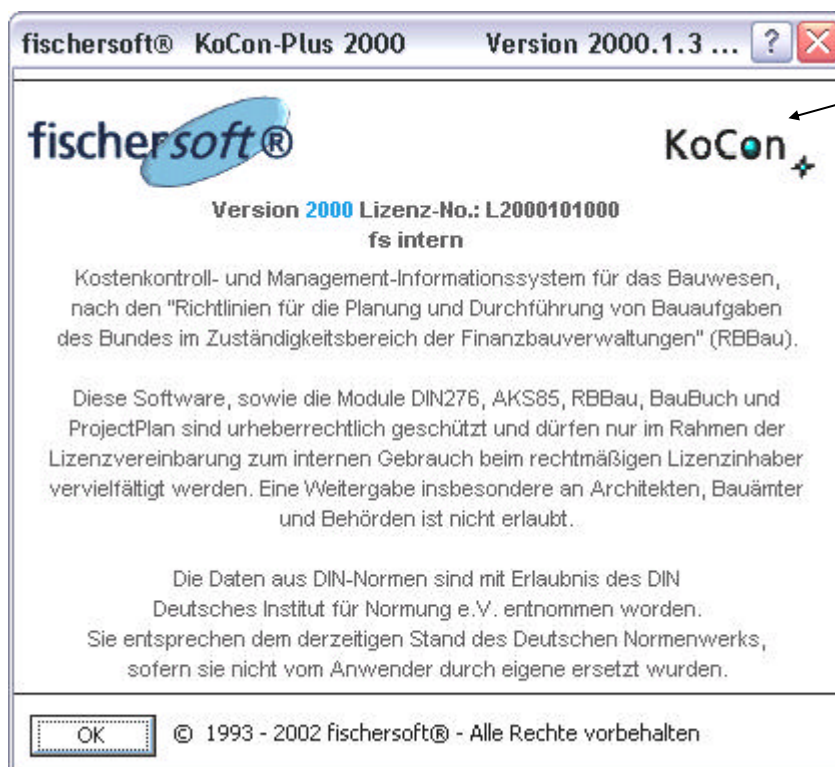 fischersoft® KoCon-Plus 2000 Version 2000.1.3 ...
fischersoft®
KoCon
Version 2000 Lizenz-No.: L2000101000
fs intern
Kostenkontroll- und Management-Informationssystem für das Bauwesen,
nach den "Richtlinien für die Planung und Durchführung von Bauaufgaben
des Bundes im Zuständigkeitsbereich der Finanzbauverwaltungen" (RBBau).
Diese Software, sowie die Module DIN276, AKS85, RBBau, BauBuch und
ProjectPlan sind urheberrechtlich geschützt und dürfen nur im Rahmen der
Lizenzvereinbarung zum internen Gebrauch beim rechtmäßigen Lizenzinhaber
vervielfältigt werden. Eine Weitergabe insbesondere an Architekten, Bauämter
und Behörden ist nicht erlaubt.
Die Daten aus DIN-Normen sind mit Erlaubnis des DIN
Deutsches Institut für Normung e.V. entnommen worden.
Sie entsprechen dem derzeitigen Stand des Deutschen Normenwerks,
sofern sie nicht vom Anwender durch eigene ersetzt wurden.
OK © 1993 - 2002 fischersoft® - Alle Rechte vorbehalten